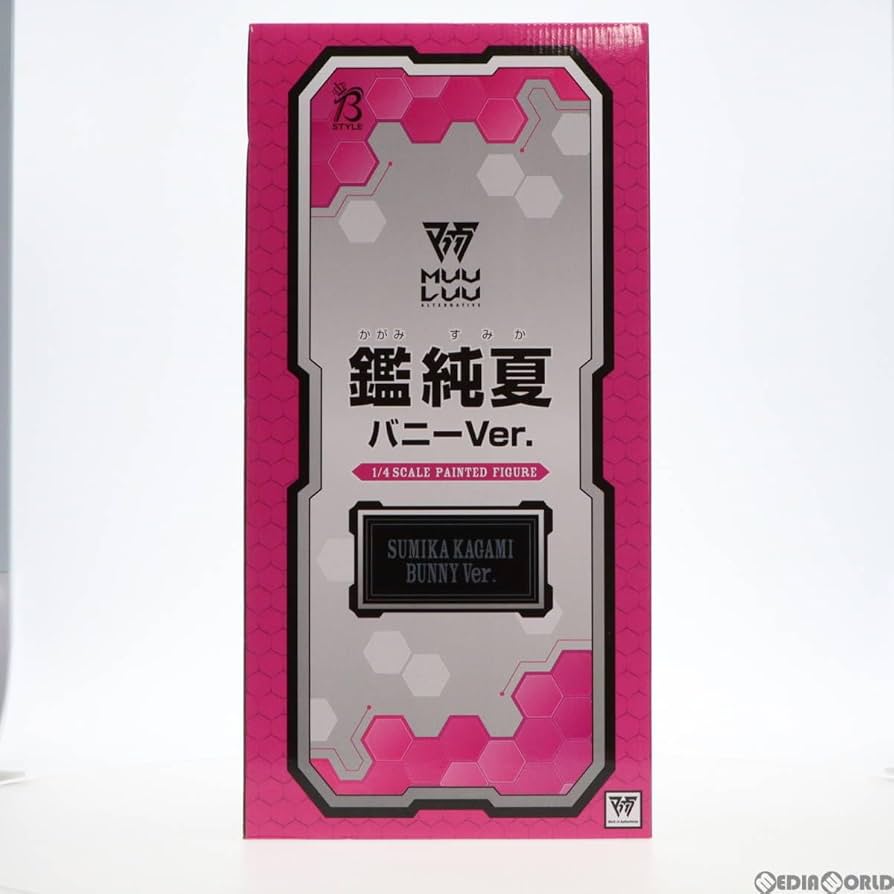 B
STYLE
MUV
LUV
ALTERNATIVE
かがみ すみか
鑑純夏
バニーVer.
1/4 SCALE PAINTED FIGURE
SUMIKA KAGAMI
BUNNY Ver.
MEDIAWORLD